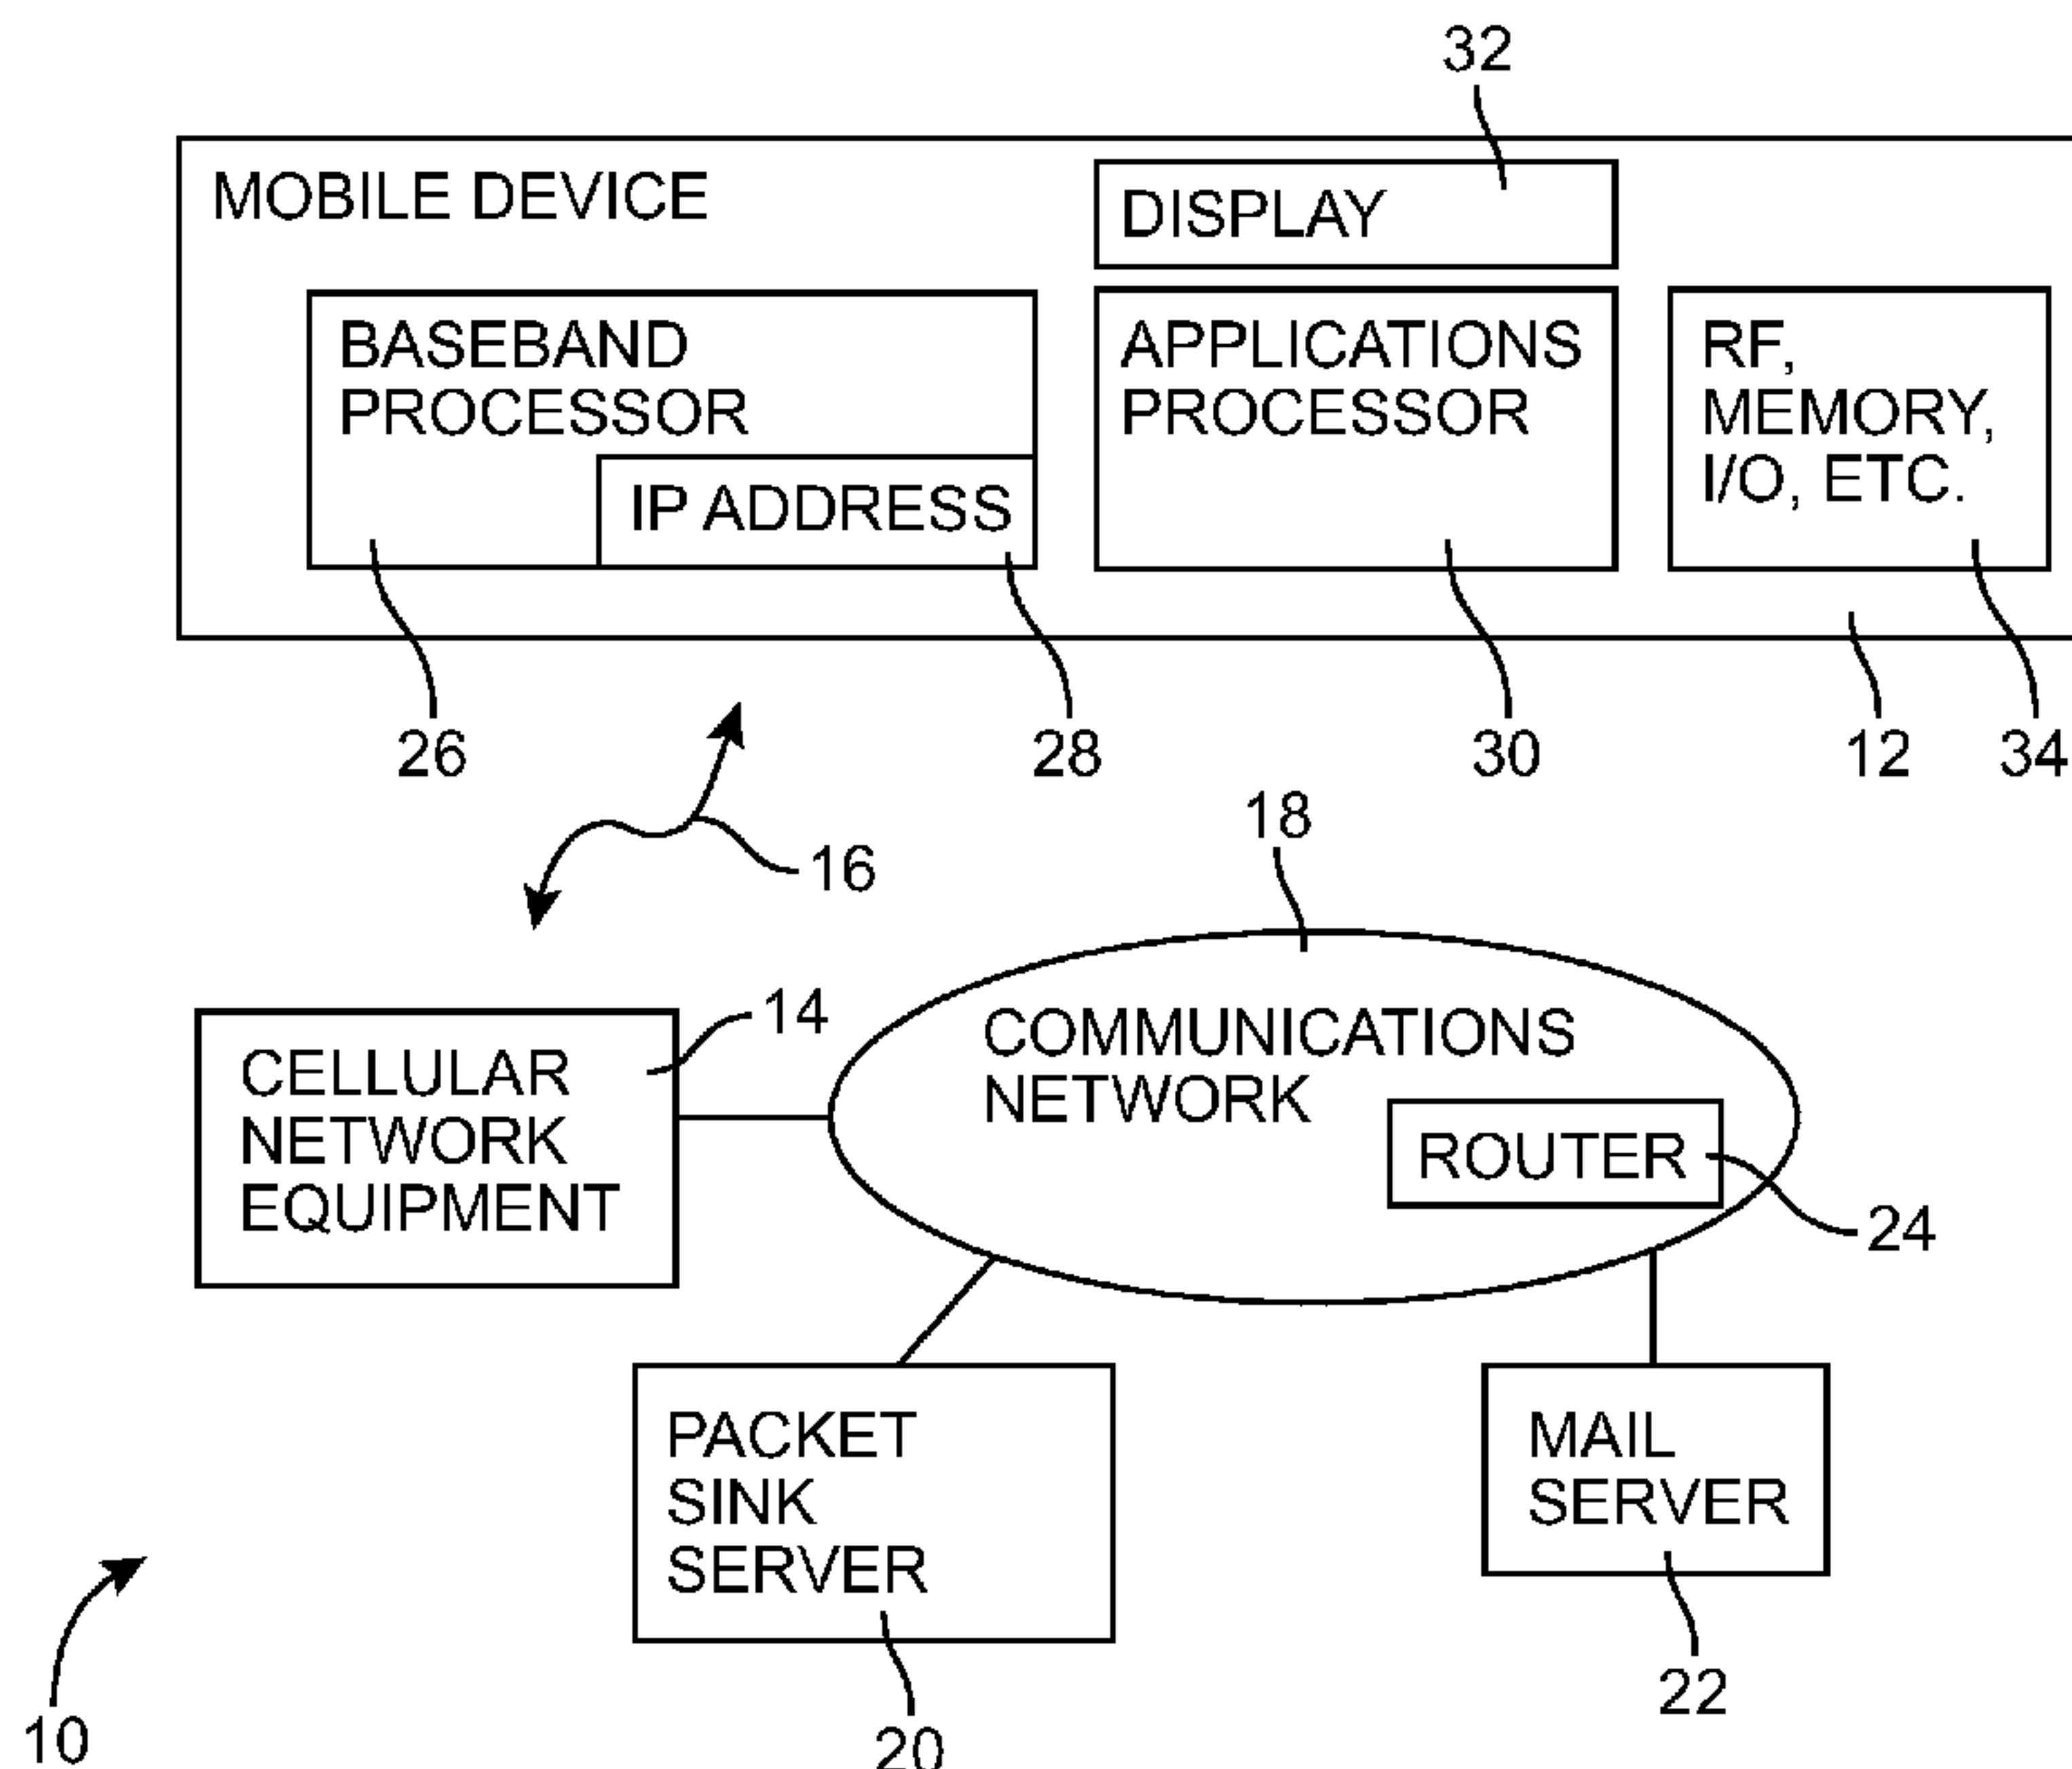 32
MOBILE DEVICE
DISPLAY
BASEBAND
PROCESSOR
IP ADDRESS
APPLICATIONS
PROCESSOR
RF,
MEMORY,
I/O, ETC.
26
28
30
12
34
16
18
14
CELLULAR
NETWORK
EQUIPMENT
COMMUNICATIONS
NETWORK
ROUTER
24
PACKET
SINK
SERVER
MAIL
SERVER
22
10
20